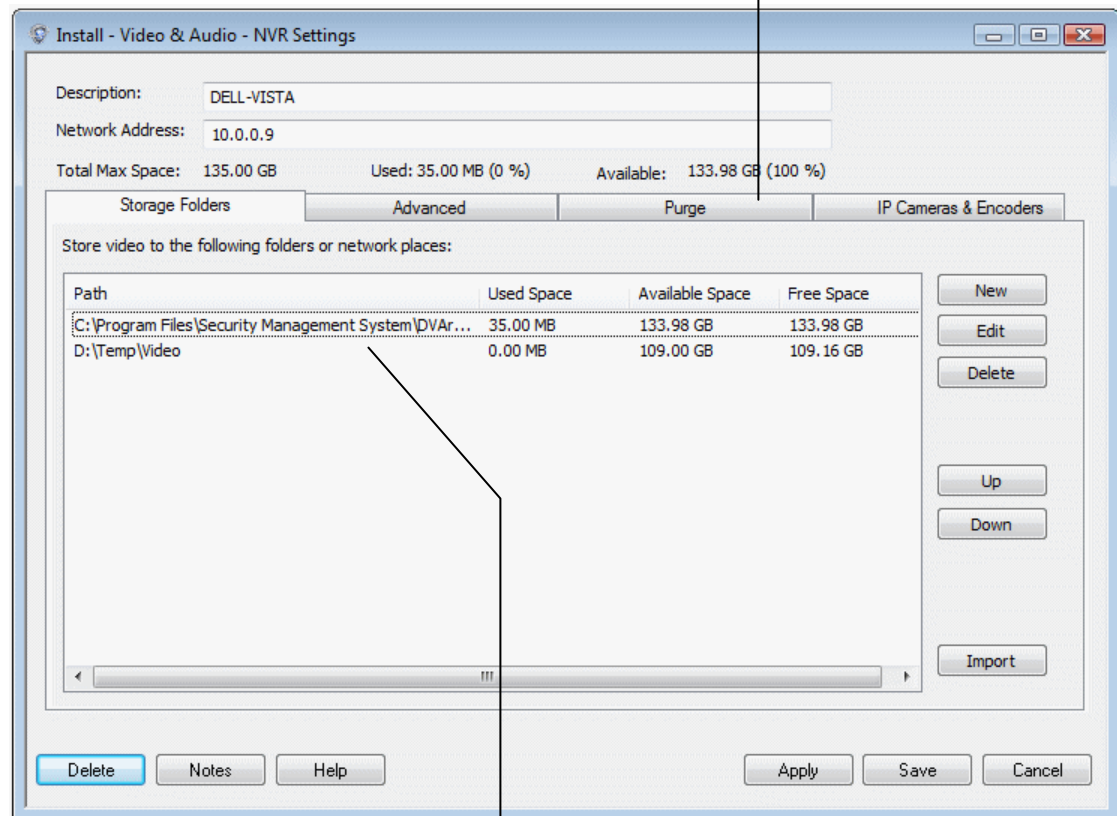 Install - Video & Audio - NVR Settings
Description: DELL-VISTA
Network Address: 10.0.0.9
Total Max Space: 135.00 GB Used: 35.00 MB (0 %) Available: 133.98 GB (100 %)
Storage Folders Advanced Purge IP Cameras & Encoders
Store video to the following folders or network places:
Path Used Space Available Space Free Space
C:\Program Files\Security Management System\DVAr... 35.00 MB 133.98 GB 133.98 GB
D:\Temp\Video 0.00 MB 109.00 GB 109.16 GB
New
Edit
Delete
Up
Down
Import
Delete Notes Help Apply Save Cancel